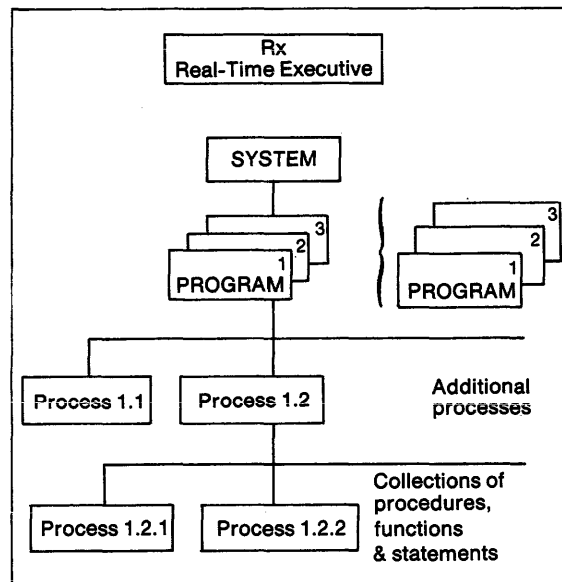 Rx
Real-Time Executive
SYSTEM
3
2
1
PROGRAM
3
2
1
PROGRAM
Process 1.1
Process 1.2
Additional
processes
Process 1.2.1
Process 1.2.2
Collections of
procedures,
functions
& statements